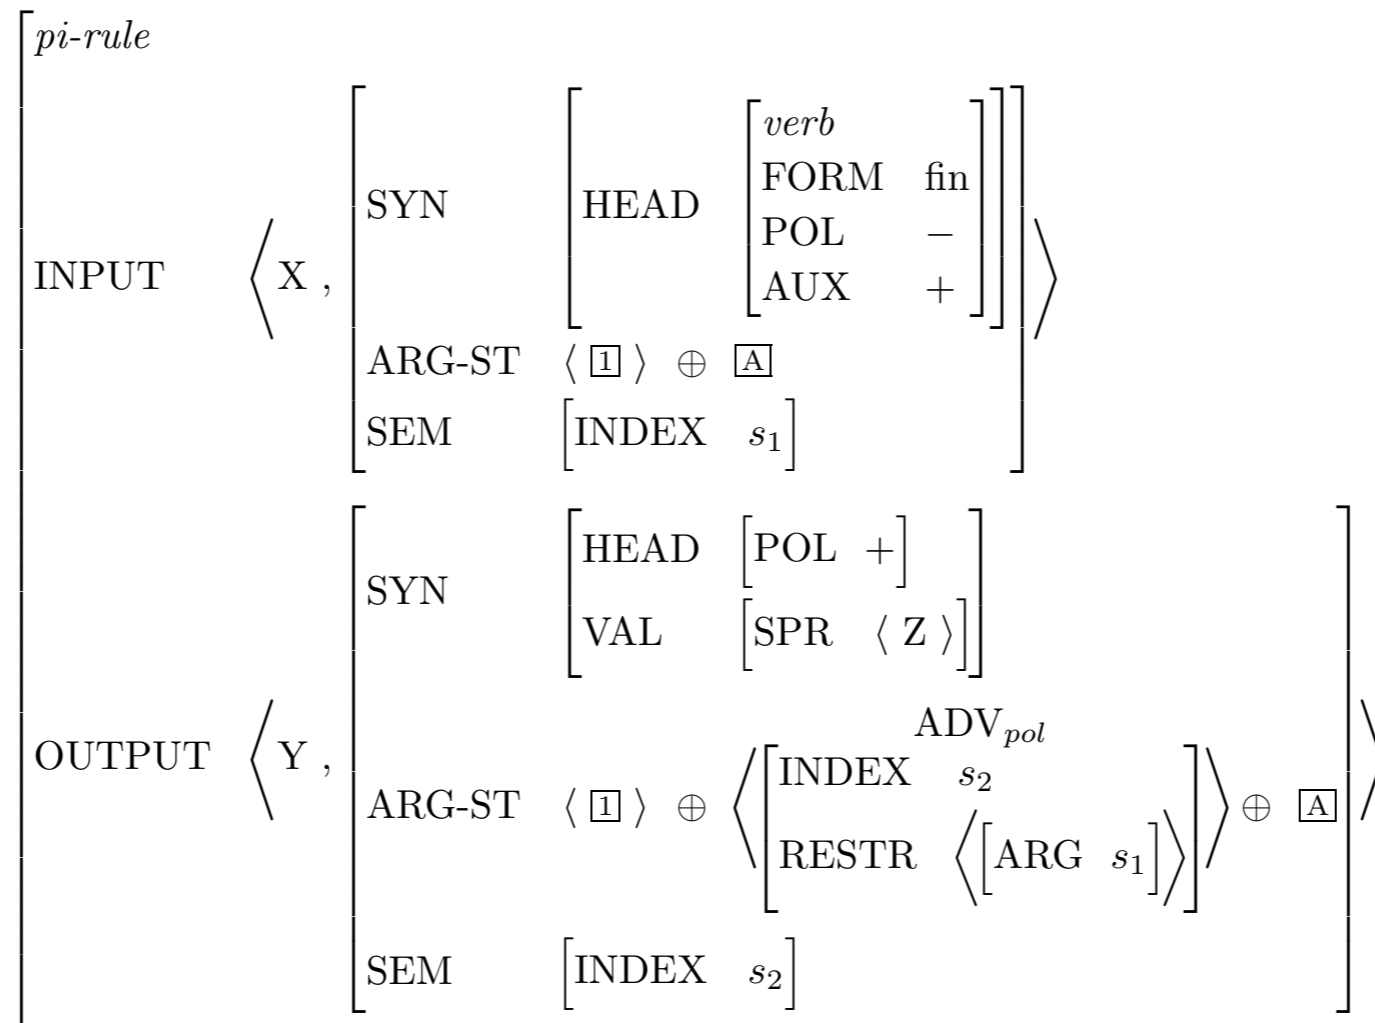 pi-rule
verb
FORM fin
SYN HEAD POL −
INPUT ⟨ X , AUX + ⟩
ARG-ST ⟨ 1 ⟩ ⊕ A
SEM [INDEX s₁]
HEAD [POL +]
SYN
VAL [SPR ⟨ Z ⟩]
ADV_pol
OUTPUT ⟨ Y , INDEX s₂
ARG-ST ⟨ 1 ⟩ ⊕ ⟨ ⟩ ⊕ A ⟩
RESTR ⟨[ARG s₁]⟩
SEM [INDEX s₂]